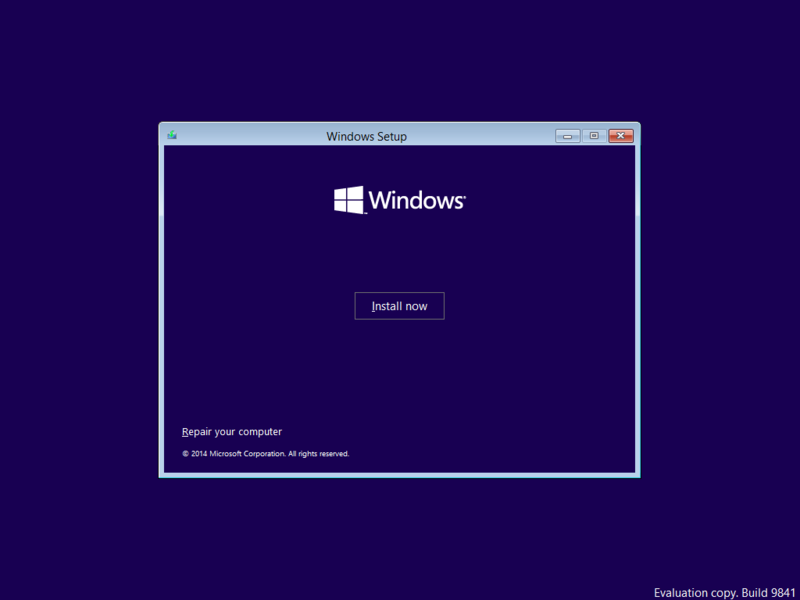 Windows Setup
Windows
Install now
Repair your computer
© 2014 Microsoft Corporation. All rights reserved.
Evaluation copy. Build 9841